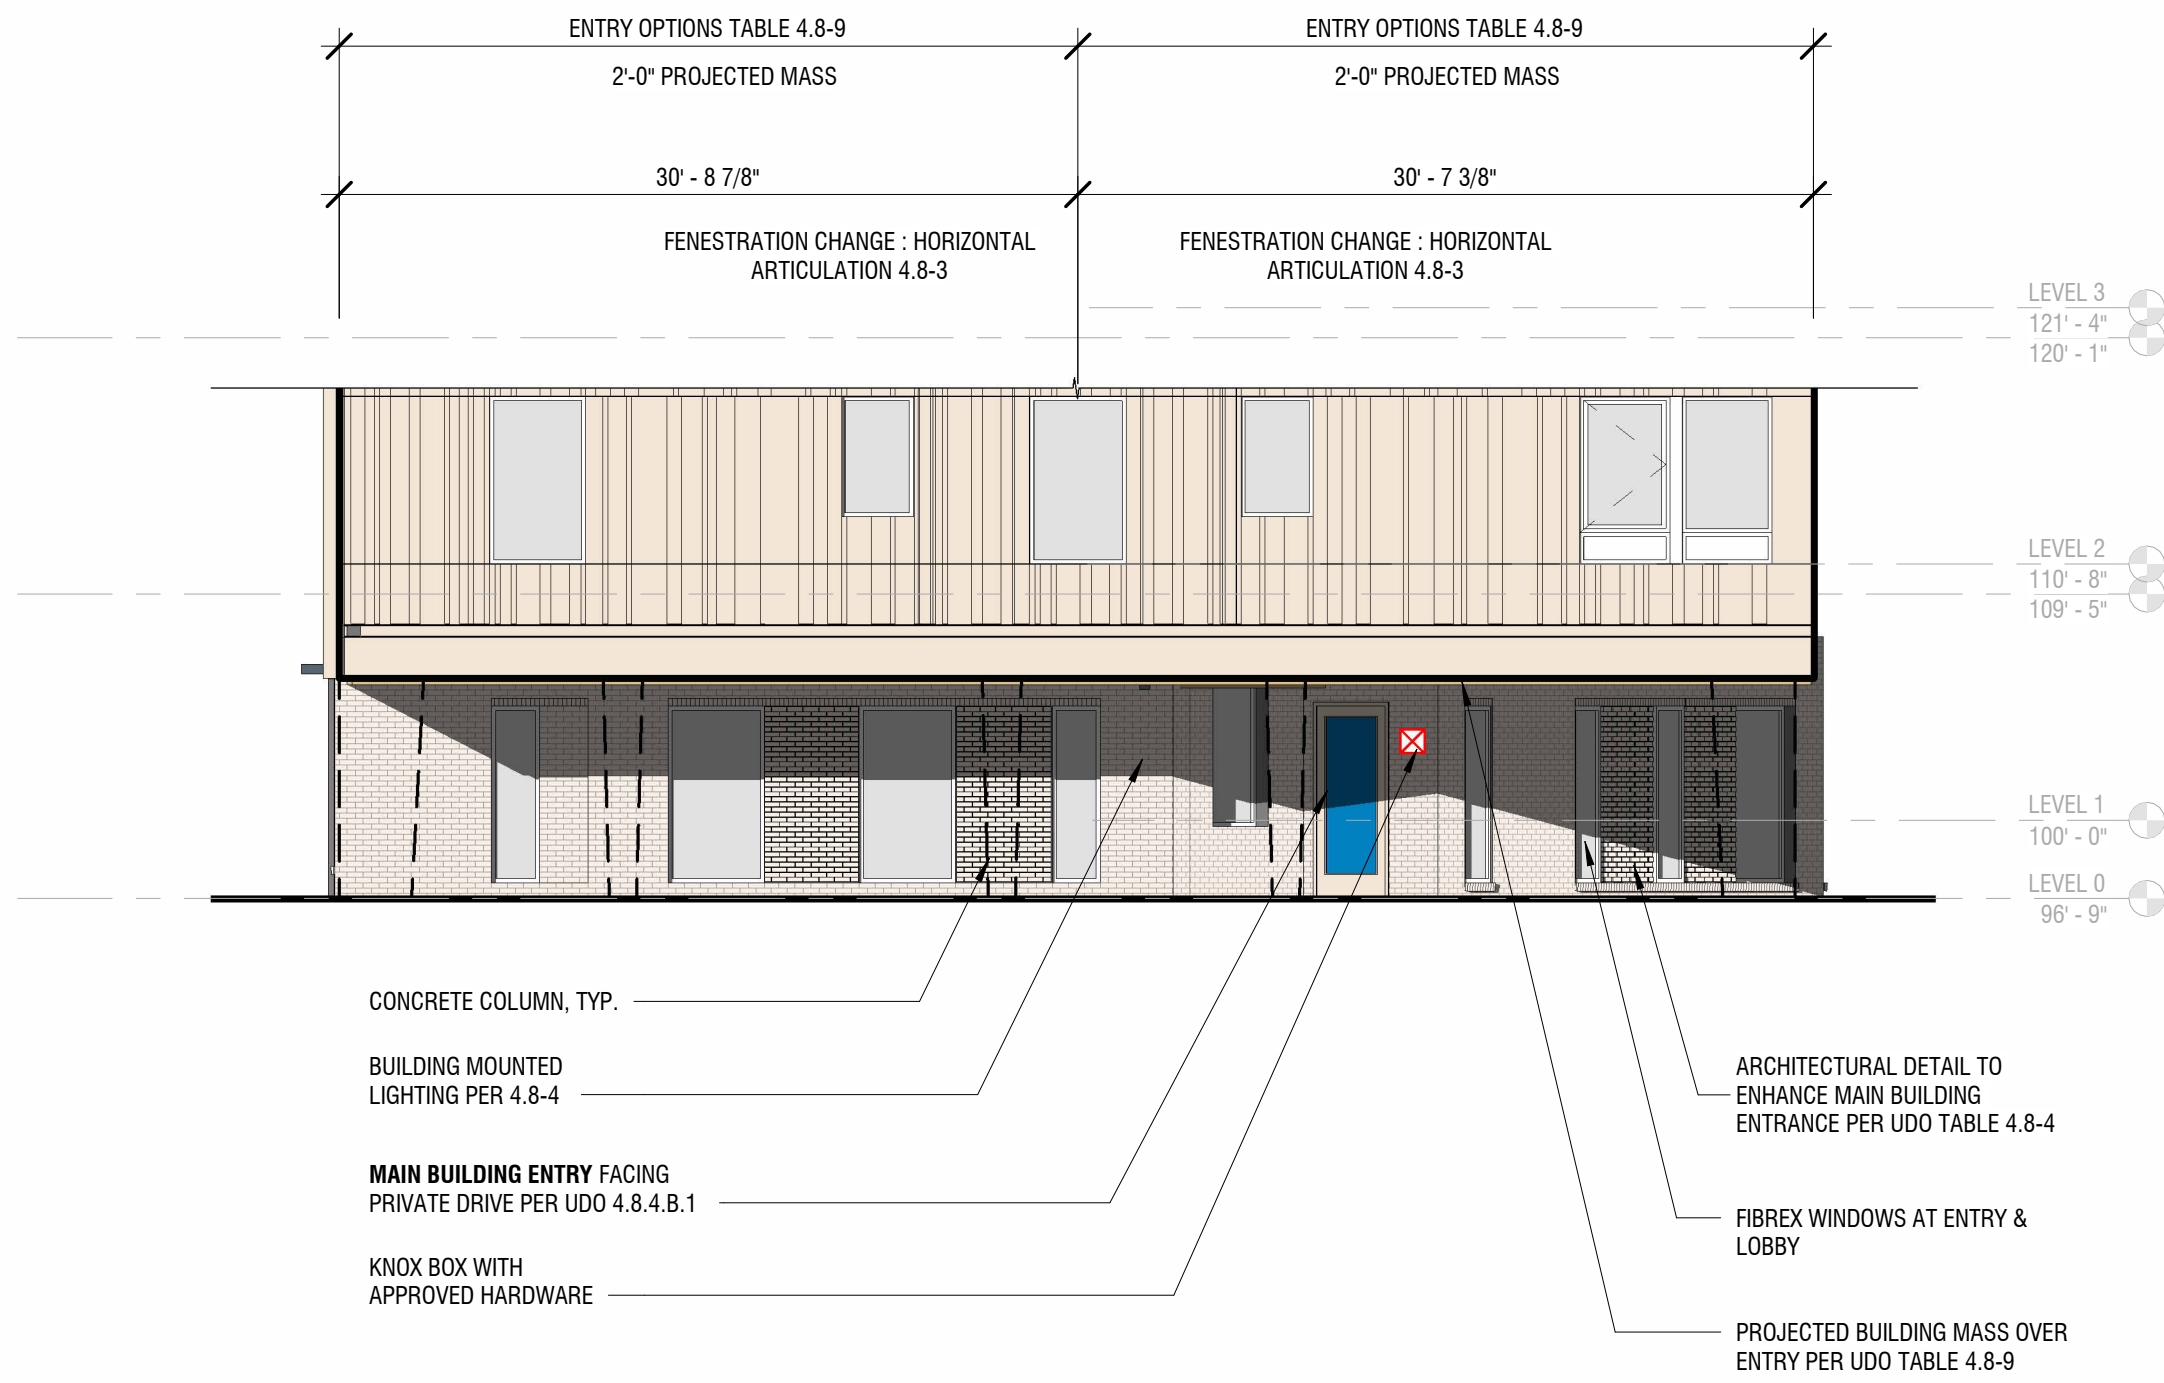 ENTRY OPTIONS TABLE 4.8-9
ENTRY OPTIONS TABLE 4.8-9
2'-0" PROJECTED MASS
2'-0" PROJECTED MASS
30' - 8 7/8"
30' - 7 3/8"
FENESTRATION CHANGE : HORIZONTAL
ARTICULATION 4.8-3
FENESTRATION CHANGE : HORIZONTAL
ARTICULATION 4.8-3
LEVEL 3
121' - 4"
120' - 1"
LEVEL 2
110' - 8"
109' - 5"
LEVEL 1
100' - 0"
LEVEL 0
96' - 9"
CONCRETE COLUMN, TYP.
BUILDING MOUNTED
LIGHTING PER 4.8-4
MAIN BUILDING ENTRY FACING
PRIVATE DRIVE PER UDO 4.8.4.B.1
KNOX BOX WITH
APPROVED HARDWARE
ARCHITECTURAL DETAIL TO
ENHANCE MAIN BUILDING
ENTRANCE PER UDO TABLE 4.8-4
FIBREX WINDOWS AT ENTRY &
LOBBY
PROJECTED BUILDING MASS OVER
ENTRY PER UDO TABLE 4.8-9